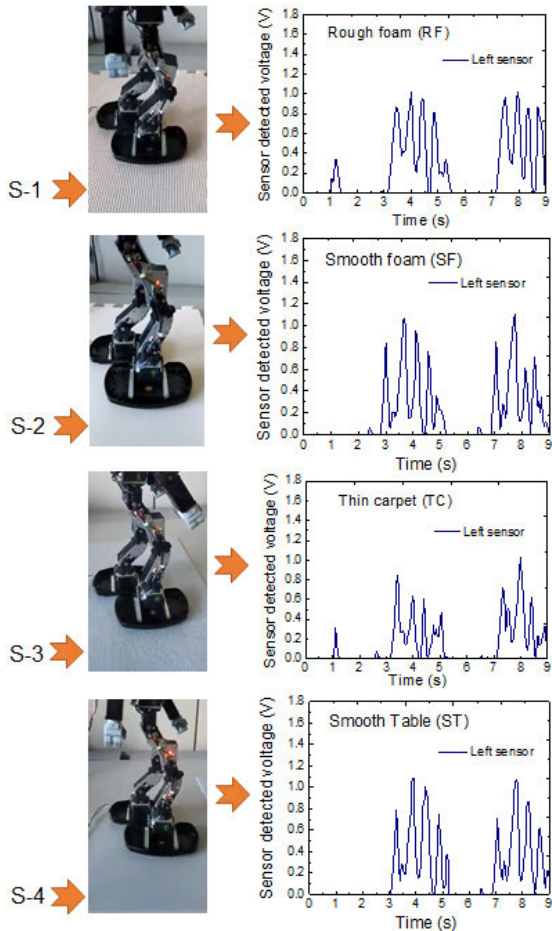 S-1
Rough foam (RF)
Left sensor
Sensor detected voltage (V)
1.8
1.6
1.4
1.2
1.0
0.8
0.6
0.4
0.2
0.0
0 1 2 3 4 5 6 7 8 9
Time (s)
S-2
Smooth foam (SF)
Left sensor
Sensor detected voltage (V)
1.8
1.6
1.4
1.2
1.0
0.8
0.6
0.4
0.2
0.0
0 1 2 3 4 5 6 7 8 9
Time (s)
S-3
Thin carpet (TC)
Left sensor
Sensor detected voltage (V)
1.8
1.6
1.4
1.2
1.0
0.8
0.6
0.4
0.2
0.0
0 1 2 3 4 5 6 7 8 9
Time (s)
S-4
Smooth Table (ST)
Left sensor
Sensor detected voltage (V)
1.8
1.6
1.4
1.2
1.0
0.8
0.6
0.4
0.2
0.0
0 1 2 3 4 5 6 7 8 9
Time (s)